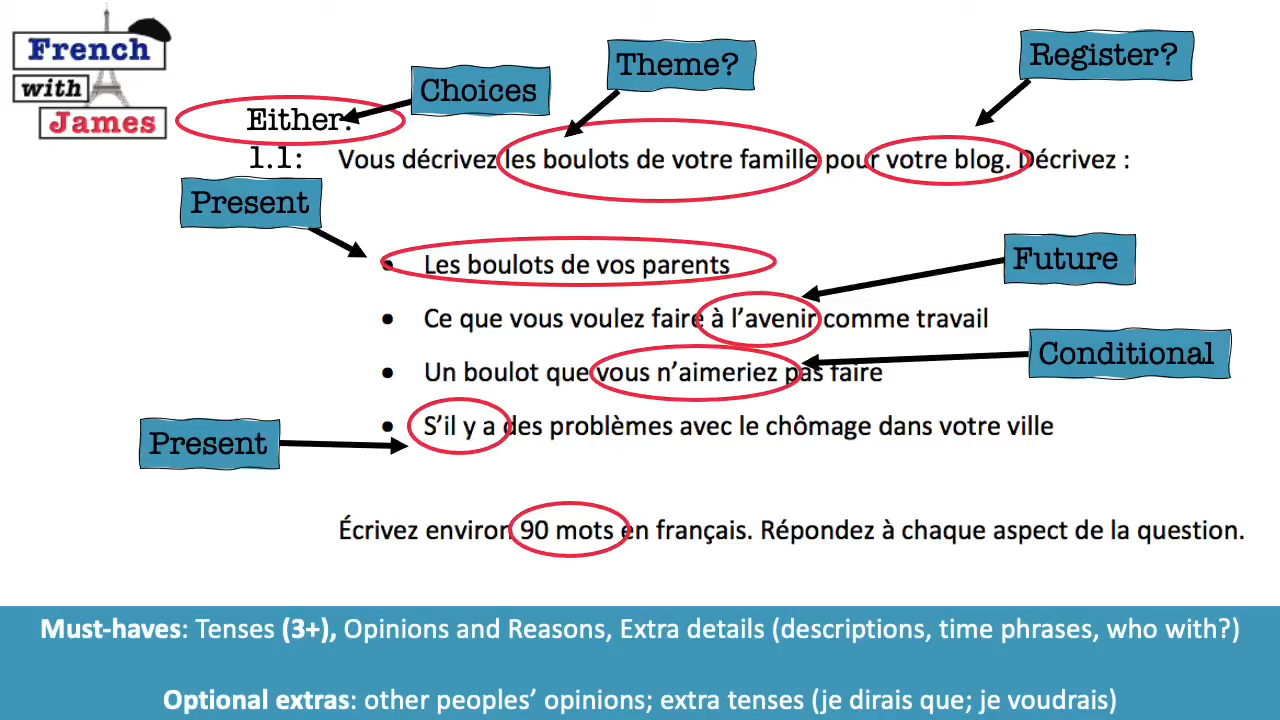 French
with
James
Choices
Theme?
Register?
Either:
1.1: Vous décrivez les boulots de votre famille pour votre blog. Décrivez :
Present
• Les boulots de vos parents
Future
• Ce que vous voulez faire à l’avenir comme travail
Conditional
• Un boulot que vous n’aimeriez pas faire
• S’il y a des problèmes avec le chômage dans votre ville
Present
Écrivez environ 90 mots en français. Répondez à chaque aspect de la question.
Must-haves: Tenses (3+), Opinions and Reasons, Extra details (descriptions, time phrases, who with?)
Optional extras: other peoples’ opinions; extra tenses (je dirais que; je voudrais)